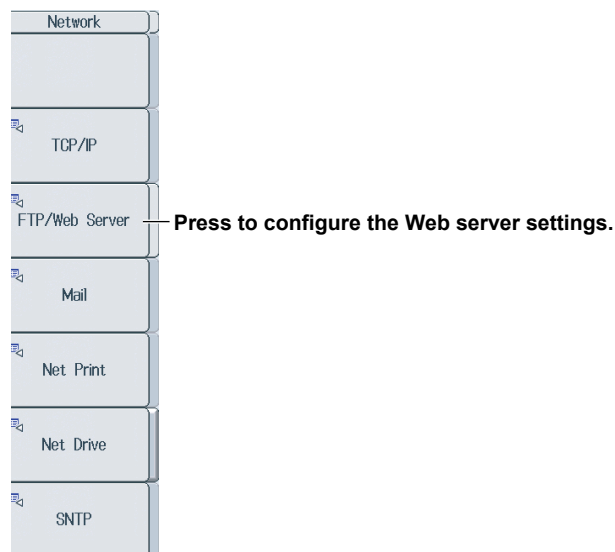 Network
TCP/IP
FTP/Web Server
Press to configure the Web server settings.
Mail
Net Print
Net Drive
SNTP